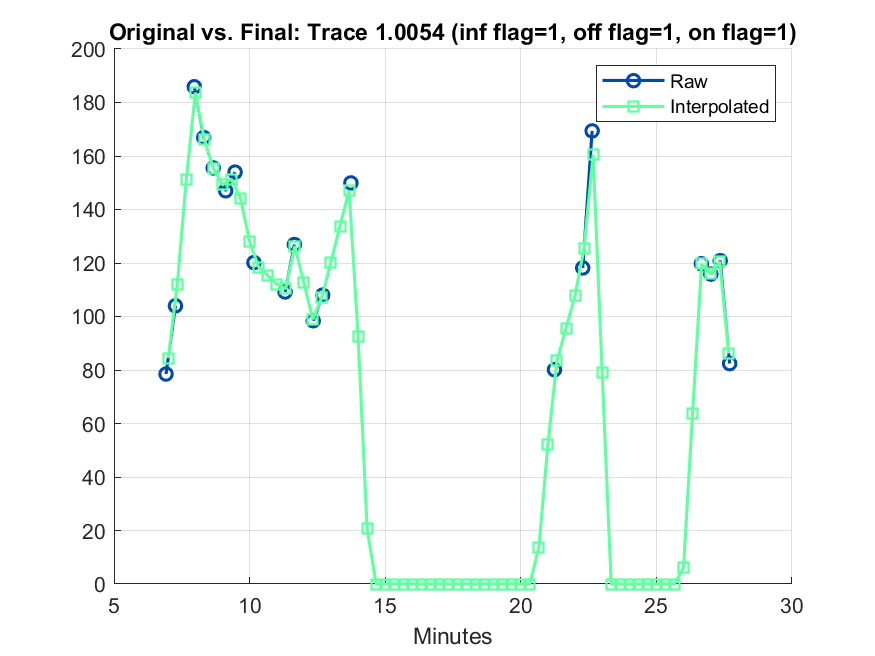 Original vs. Final: Trace 1.0054 (inf flag=1, off flag=1, on flag=1)
200
180
160
140
120
100
80
60
40
20
0
Raw
Interpolated
5 10 15 20 25 30
Minutes